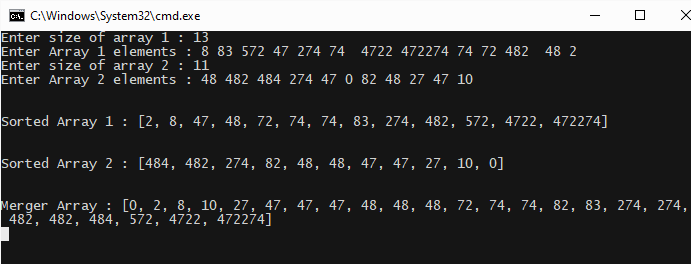 C:\Windows\System32\cmd.exe
Enter size of array 1 : 13
Enter Array 1 elements : 8 83 572 47 274 74  4722 472274 74 72 482  48 2
Enter size of array 2 : 11
Enter Array 2 elements : 48 482 484 274 47 0 82 48 27 47 10
Sorted Array 1 : [2, 8, 47, 48, 72, 74, 74, 83, 274, 482, 572, 4722, 472274]
Sorted Array 2 : [484, 482, 274, 82, 48, 48, 47, 47, 27, 10, 0]
Merger Array : [0, 2, 8, 10, 27, 47, 47, 47, 48, 48, 48, 72, 74, 74, 82, 83, 274, 274,
482, 482, 484, 572, 4722, 472274]